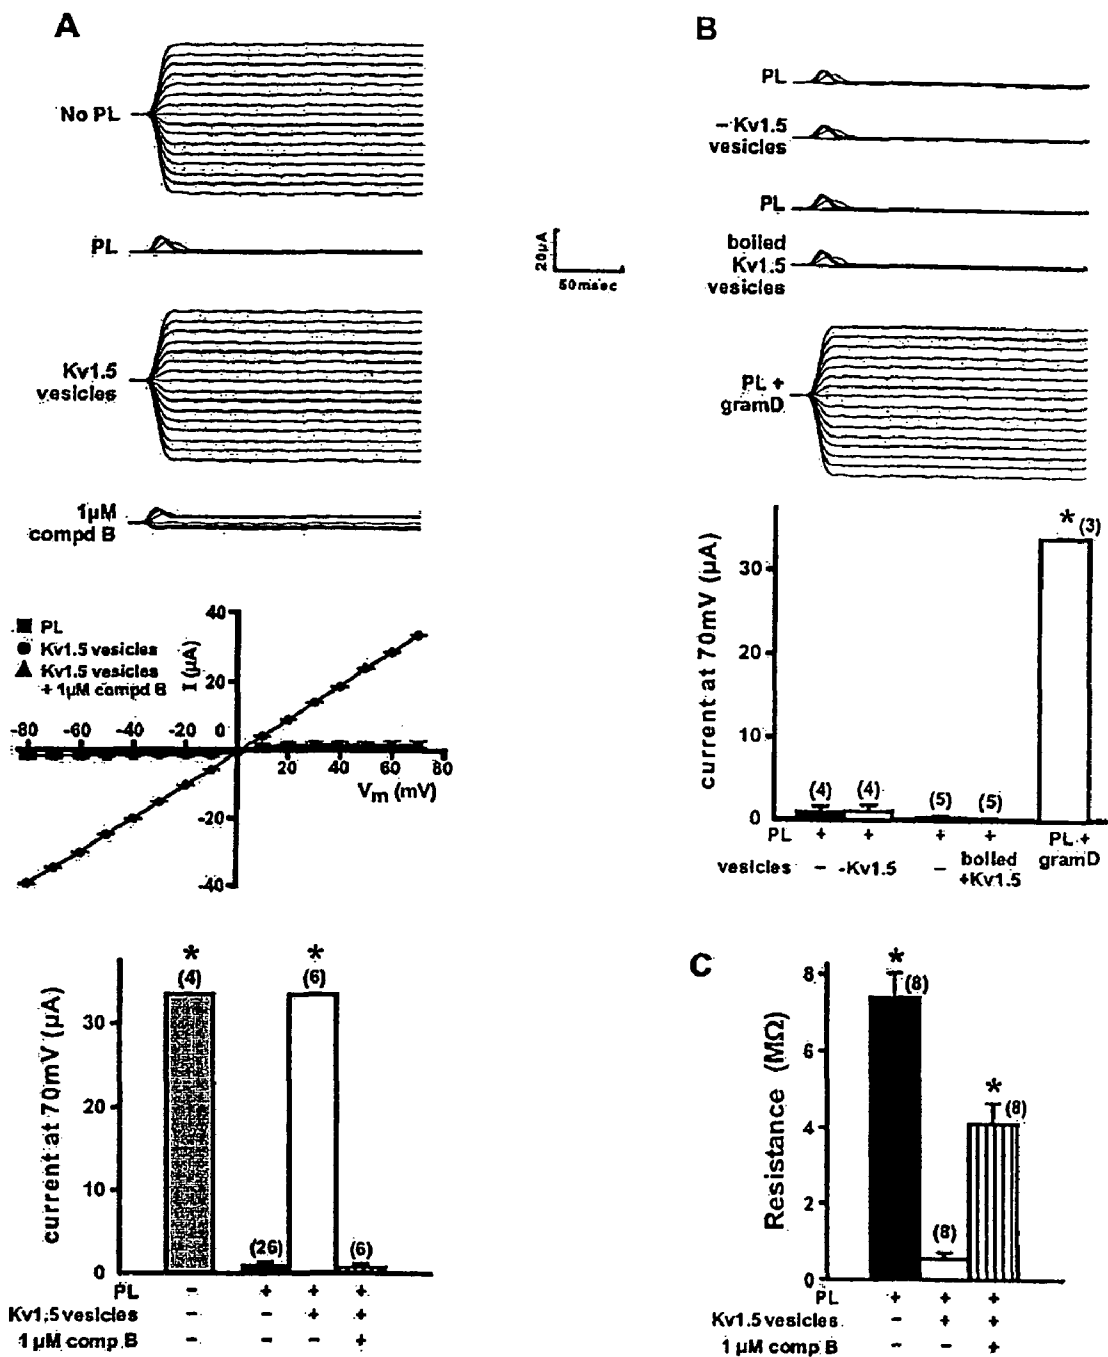 A
No PL
PL
Kv1.5
vesicles
1µM
compd B
20µA
50msec
PL
Kv1.5 vesicles
Kv1.5 vesicles
+ 1µM compd B
I (µA)
40
20
-20
-40
-80 -60 -40 -20 0
20 40 60 80
Vm (mV)
current at 70mV (µA)
30
20
10
0
* (4)
(26)
* (6)
(6)
PL - + + +
Kv1.5 vesicles - - + +
1 µM comp B - - - +
B
PL
– Kv1.5
vesicles
PL
boiled
Kv1.5
vesicles
PL +
gramD
current at 70mV (µA)
30
20
10
0
(4) (4) (5) (5) * (3)
PL + + + + PL +
gramD
vesicles – -Kv1.5 – boiled
+Kv1.5
C
Resistance (MΩ)
8
6
4
2
0
* (8)
(8)
* (8)
PL + + +
Kv1.5 vesicles - + +
1 µM comp B - - +